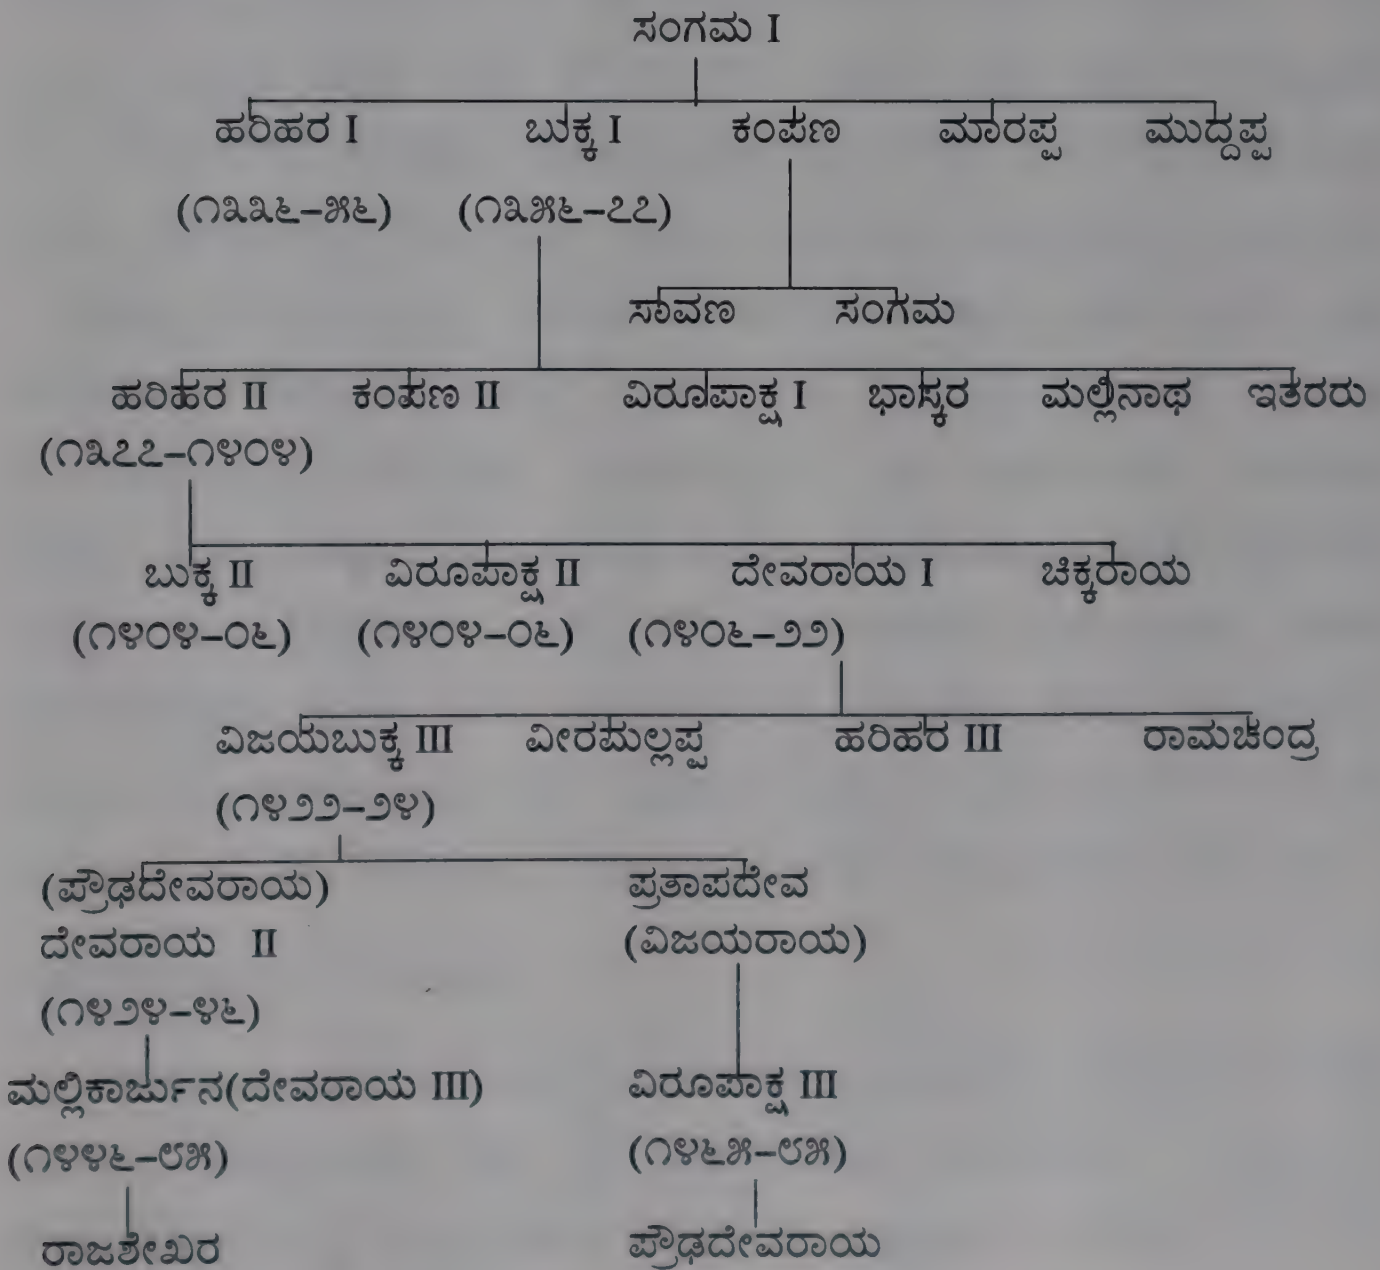 ಸಂಗಮ I
ಹರಿಹರ I ಬುಕ್ಕ I ಕಂಪಣ ಮಾರಪ್ಪ ಮುದ್ದಪ್ಪ
(೧೩೩೬–೫೬) (೧೩೫೬–೭೭)
ಸಾವಣ ಸಂಗಮ
ಹರಿಹರ II ಕಂಪಣ II ವಿರೂಪಾಕ್ಷ I ಭಾಸ್ಕರ ಮಲ್ಲಿನಾಥ ಇತರರು
(೧೩೭೭–೧೪೦೪)
ಬುಕ್ಕ II ವಿರೂಪಾಕ್ಷ II ದೇವರಾಯ I ಚಿಕ್ಕರಾಯ
(೧೪೦೪–೦೬) (೧೪೦೪–೦೬) (೧೪೦೬–೨೨)
ವಿಜಯಬುಕ್ಕ III ವೀರಮಲ್ಲಪ್ಪ ಹರಿಹರ III ರಾಮಚಂದ್ರ
(೧೪೨೨–೨೪)
(ಪ್ರೌಢದೇವರಾಯ) ಪ್ರತಾಪದೇವ
ದೇವರಾಯ II (ವಿಜಯರಾಯ)
(೧೪೨೪–೪೬)
ಮಲ್ಲಿಕಾರ್ಜುನ(ದೇವರಾಯ III) ವಿರೂಪಾಕ್ಷ III
(೧೪೪೬–೮೫) (೧೪೬೫–೮೫)
ರಾಜಶೇಖರ ಪ್ರೌಢದೇವರಾಯ